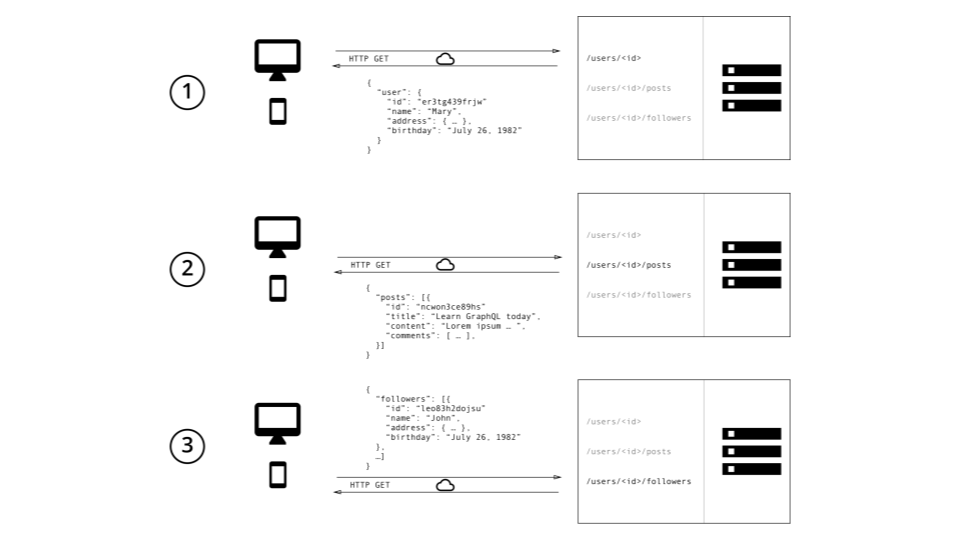 1
HTTP GET
{
"user": {
"id": "er3tg439frjw"
"name": "Mary",
"address": { … },
"birthday": "July 26, 1982"
}
}
/users/<id>
/users/<id>/posts
/users/<id>/followers
2
HTTP GET
{
"posts": [{
"id": "ncwon3ce89hs"
"title": "Learn GraphQL today",
"content": "Lorem ipsum … ",
"comments": [ … ],
}]
}
/users/<id>
/users/<id>/posts
/users/<id>/followers
3
{
"followers": [{
"id": "leo83h2dojsu"
"name": "John",
"address": { … },
"birthday": "July 26, 1982"
},
…]
}
HTTP GET
/users/<id>
/users/<id>/posts
/users/<id>/followers